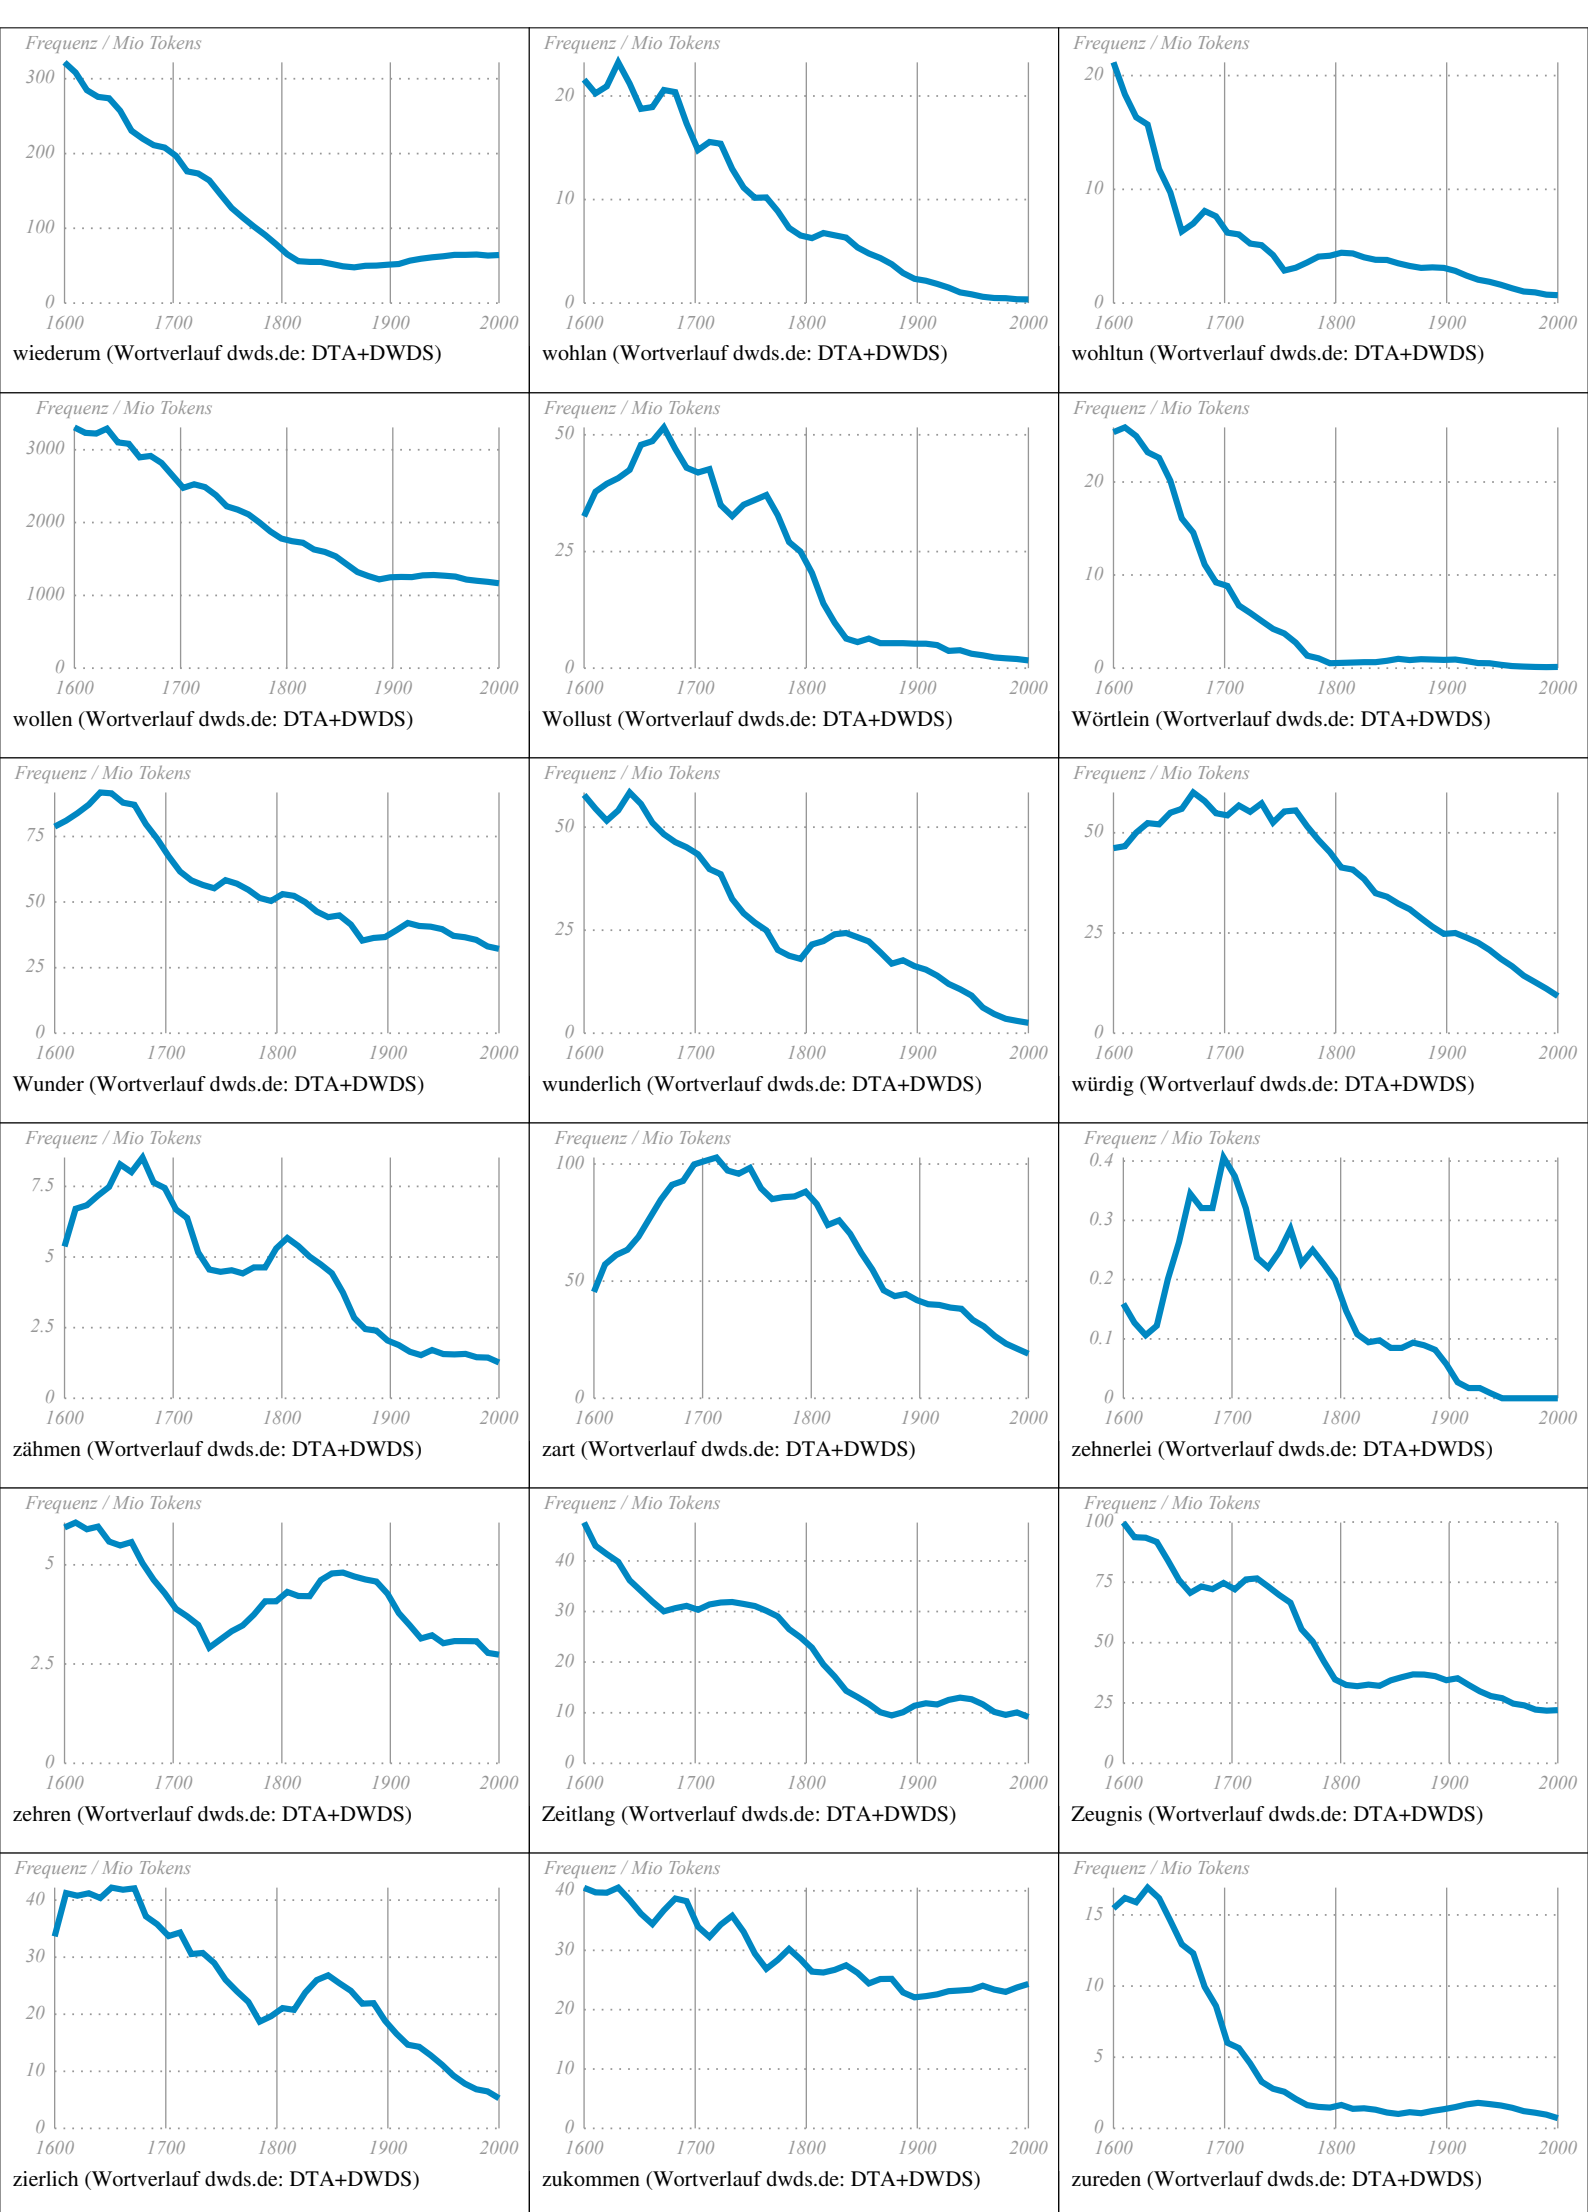 Frequenz / Mio Tokens
300
200
100
0
1600 1700 1800 1900 2000
wiederum (Wortverlauf dwds.de: DTA+DWDS)
Frequenz / Mio Tokens
20
10
0
1600 1700 1800 1900 2000
wohlan (Wortverlauf dwds.de: DTA+DWDS)
Frequenz / Mio Tokens
20
10
0
1600 1700 1800 1900 2000
wohltun (Wortverlauf dwds.de: DTA+DWDS)
Frequenz / Mio Tokens
3000
2000
1000
0
1600 1700 1800 1900 2000
wollen (Wortverlauf dwds.de: DTA+DWDS)
Frequenz / Mio Tokens
50
25
0
1600 1700 1800 1900 2000
Wollust (Wortverlauf dwds.de: DTA+DWDS)
Frequenz / Mio Tokens
20
10
0
1600 1700 1800 1900 2000
Wörtlein (Wortverlauf dwds.de: DTA+DWDS)
Frequenz / Mio Tokens
75
50
25
0
1600 1700 1800 1900 2000
Wunder (Wortverlauf dwds.de: DTA+DWDS)
Frequenz / Mio Tokens
50
25
0
1600 1700 1800 1900 2000
wunderlich (Wortverlauf dwds.de: DTA+DWDS)
Frequenz / Mio Tokens
50
25
0
1600 1700 1800 1900 2000
würdig (Wortverlauf dwds.de: DTA+DWDS)
Frequenz / Mio Tokens
7.5
5
2.5
0
1600 1700 1800 1900 2000
zähmen (Wortverlauf dwds.de: DTA+DWDS)
Frequenz / Mio Tokens
100
50
0
1600 1700 1800 1900 2000
zart (Wortverlauf dwds.de: DTA+DWDS)
Frequenz / Mio Tokens
0.4
0.3
0.2
0.1
0
1600 1700 1800 1900 2000
zehnerlei (Wortverlauf dwds.de: DTA+DWDS)
Frequenz / Mio Tokens
5
2.5
0
1600 1700 1800 1900 2000
zehren (Wortverlauf dwds.de: DTA+DWDS)
Frequenz / Mio Tokens
40
30
20
10
0
1600 1700 1800 1900 2000
Zeitlang (Wortverlauf dwds.de: DTA+DWDS)
Frequenz / Mio Tokens
100
75
50
25
0
1600 1700 1800 1900 2000
Zeugnis (Wortverlauf dwds.de: DTA+DWDS)
Frequenz / Mio Tokens
40
30
20
10
0
1600 1700 1800 1900 2000
zierlich (Wortverlauf dwds.de: DTA+DWDS)
Frequenz / Mio Tokens
40
30
20
10
0
1600 1700 1800 1900 2000
zukommen (Wortverlauf dwds.de: DTA+DWDS)
Frequenz / Mio Tokens
15
10
5
0
1600 1700 1800 1900 2000
zureden (Wortverlauf dwds.de: DTA+DWDS)